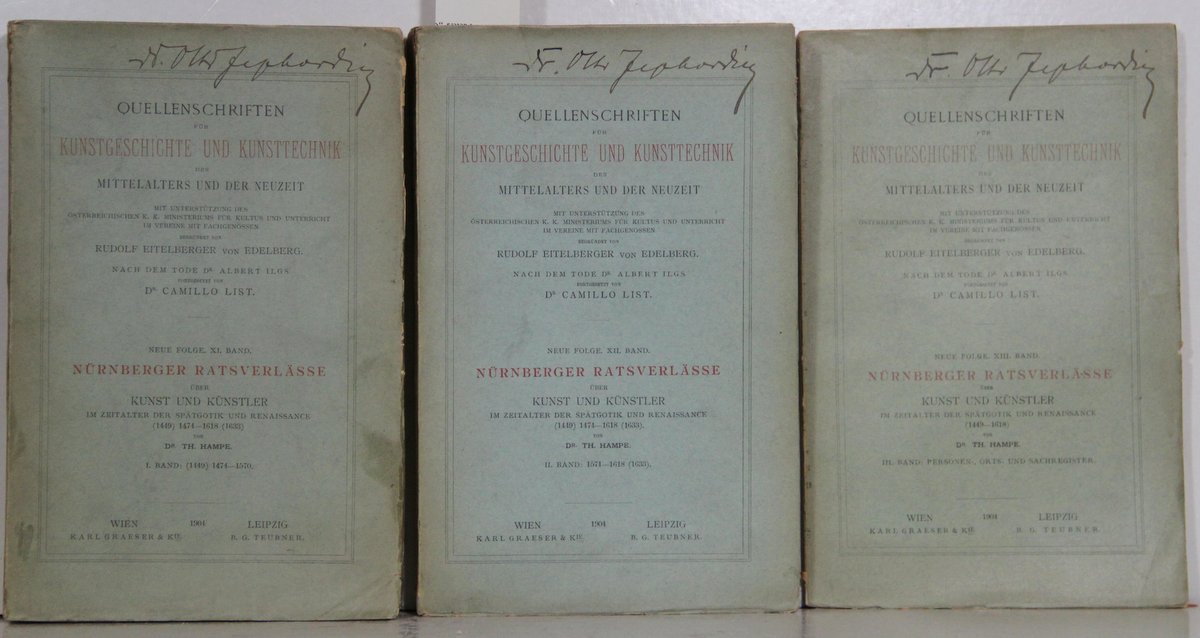 Dr. Otto
QUELLENSCHRIFTEN
FÜR
KUNSTGESCHICHTE UND KUNSTTECHNIK
DES
MITTELALTERS UND DER NEUZEIT
MIT UNTERSTÜTZUNG DES
ÖSTERREICHISCHEN K. K. MINISTERIUMS FÜR KULTUS UND UNTERRICHT
IM VEREINE MIT FACHGENOSSEN
BEGRÜNDET VON
RUDOLF EITELBERGER VON EDELBERG.
NACH DEM TODE DR. ALBERT ILGS
FORTGESETZT VON
DR. CAMILLO LIST.
NEUE FOLGE. XI. BAND.
NÜRNBERGER RATSVERLÄSSE
ÜBER
KUNST UND KÜNSTLER
IM ZEITALTER DER SPÄTGOTIK UND RENAISSANCE
(1449) 1474—1618 (1633)
VON
DR. TH. HAMPE.
I. BAND: (1449) 1474—1570.
WIEN 1904 LEIPZIG
KARL GRAESER & KIE. B. G. TEUBNER.
Dr. Otto
QUELLENSCHRIFTEN
FÜR
KUNSTGESCHICHTE UND KUNSTTECHNIK
DES
MITTELALTERS UND DER NEUZEIT
MIT UNTERSTÜTZUNG DES
ÖSTERREICHISCHEN K. K. MINISTERIUMS FÜR KULTUS UND UNTERRICHT
IM VEREINE MIT FACHGENOSSEN
BEGRÜNDET VON
RUDOLF EITELBERGER VON EDELBERG.
NACH DEM TODE DR. ALBERT ILGS
FORTGESETZT VON
DR. CAMILLO LIST.
NEUE FOLGE. XII. BAND.
NÜRNBERGER RATSVERLÄSSE
ÜBER
KUNST UND KÜNSTLER
IM ZEITALTER DER SPÄTGOTIK UND RENAISSANCE
(1449) 1474—1618 (1633).
VON
DR. TH. HAMPE.
II. BAND: 1571—1618 (1633).
WIEN 1904 LEIPZIG
KARL GRAESER & KIE. B. G. TEUBNER.
Dr. Otto
QUELLENSCHRIFTEN
FÜR
KUNSTGESCHICHTE UND KUNSTTECHNIK
DES
MITTELALTERS UND DER NEUZEIT
MIT UNTERSTÜTZUNG DES
ÖSTERREICHISCHEN K. K. MINISTERIUMS FÜR KULTUS UND UNTERRICHT
IM VEREINE MIT FACHGENOSSEN
BEGRÜNDET VON
RUDOLF EITELBERGER VON EDELBERG.
NACH DEM TODE DR. ALBERT ILGS
FORTGESETZT VON
DR. CAMILLO LIST.
NEUE FOLGE. XIII. BAND.
NÜRNBERGER RATSVERLÄSSE
ÜBER
KUNST UND KÜNSTLER
IM ZEITALTER DER SPÄTGOTIK UND RENAISSANCE
(1449—1618)
VON
DR. TH. HAMPE.
III. BAND: PERSONEN-, ORTS- UND SACHREGISTER.
WIEN 1904 LEIPZIG
KARL GRAESER & KIE. B. G. TEUBNER.